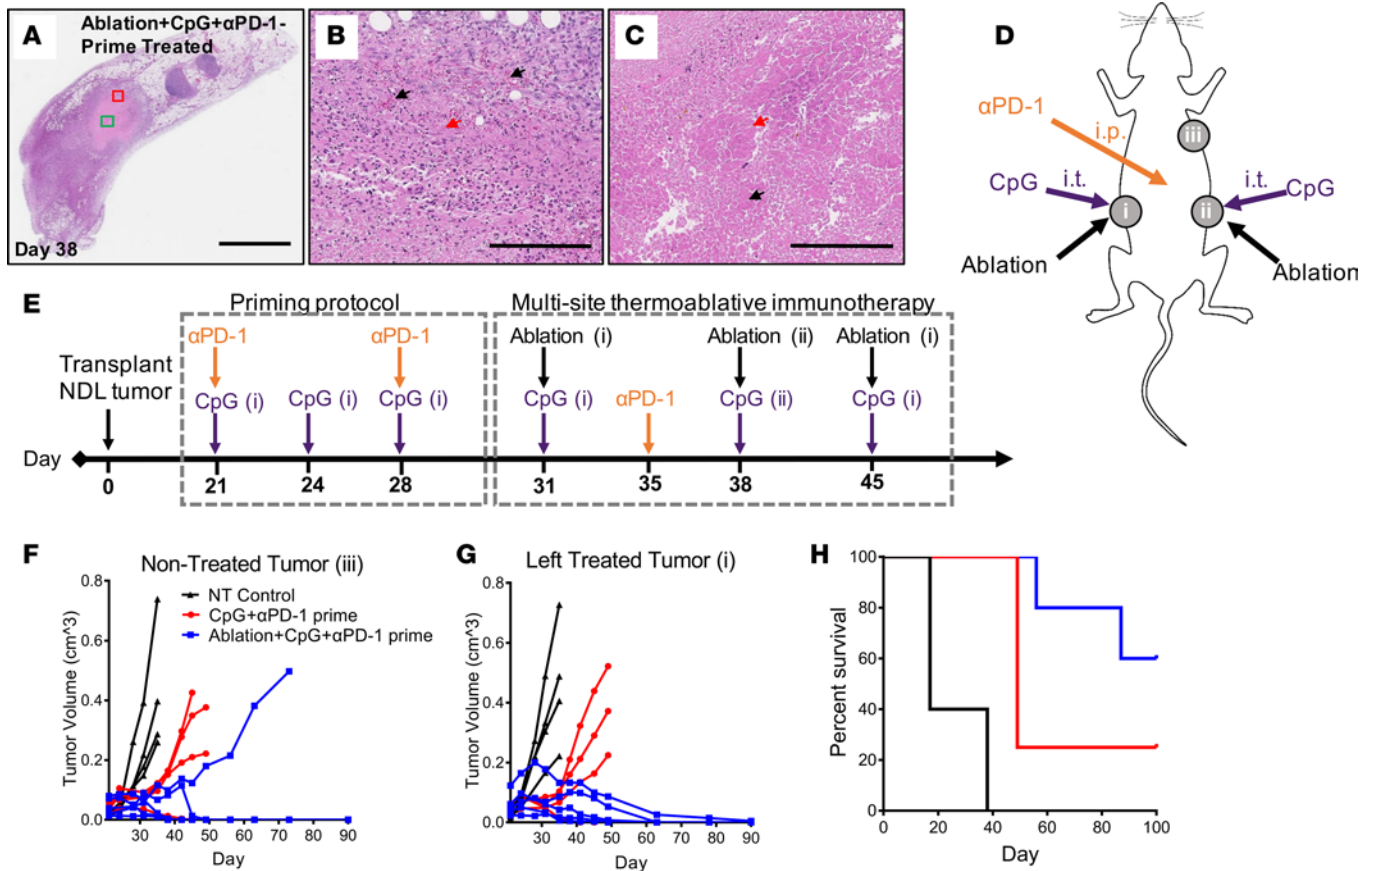 A
Ablation+CpG+αPD-1-
Prime Treated
Day 38
B
C
D
αPD-1
i.p.
iii
CpG
i.t.
i.t.
CpG
i
ii
Ablation
Ablation
E
Priming protocol
Multi-site thermoablative immunotherapy
αPD-1
αPD-1
Ablation (i)
Ablation (ii)
Ablation (i)
Transplant
NDL tumor
CpG (i)
CpG (i)
CpG (i)
CpG (i)
αPD-1
CpG (ii)
CpG (i)
Day
0
21
24
28
31
35
38
45
F
Non-Treated Tumor (iii)
NT Control
CpG+αPD-1 prime
Ablation+CpG+αPD-1 prime
Tumor Volume (cm^3)
0.8
0.6
0.4
0.2
0.0
30
40
50
60
70
80
90
Day
G
Left Treated Tumor (i)
Tumor Volume (cm^3)
0.8
0.6
0.4
0.2
0.0
30
40
50
60
70
80
90
Day
H
Percent survival
100
80
60
40
20
0
0
20
40
60
80
100
Day